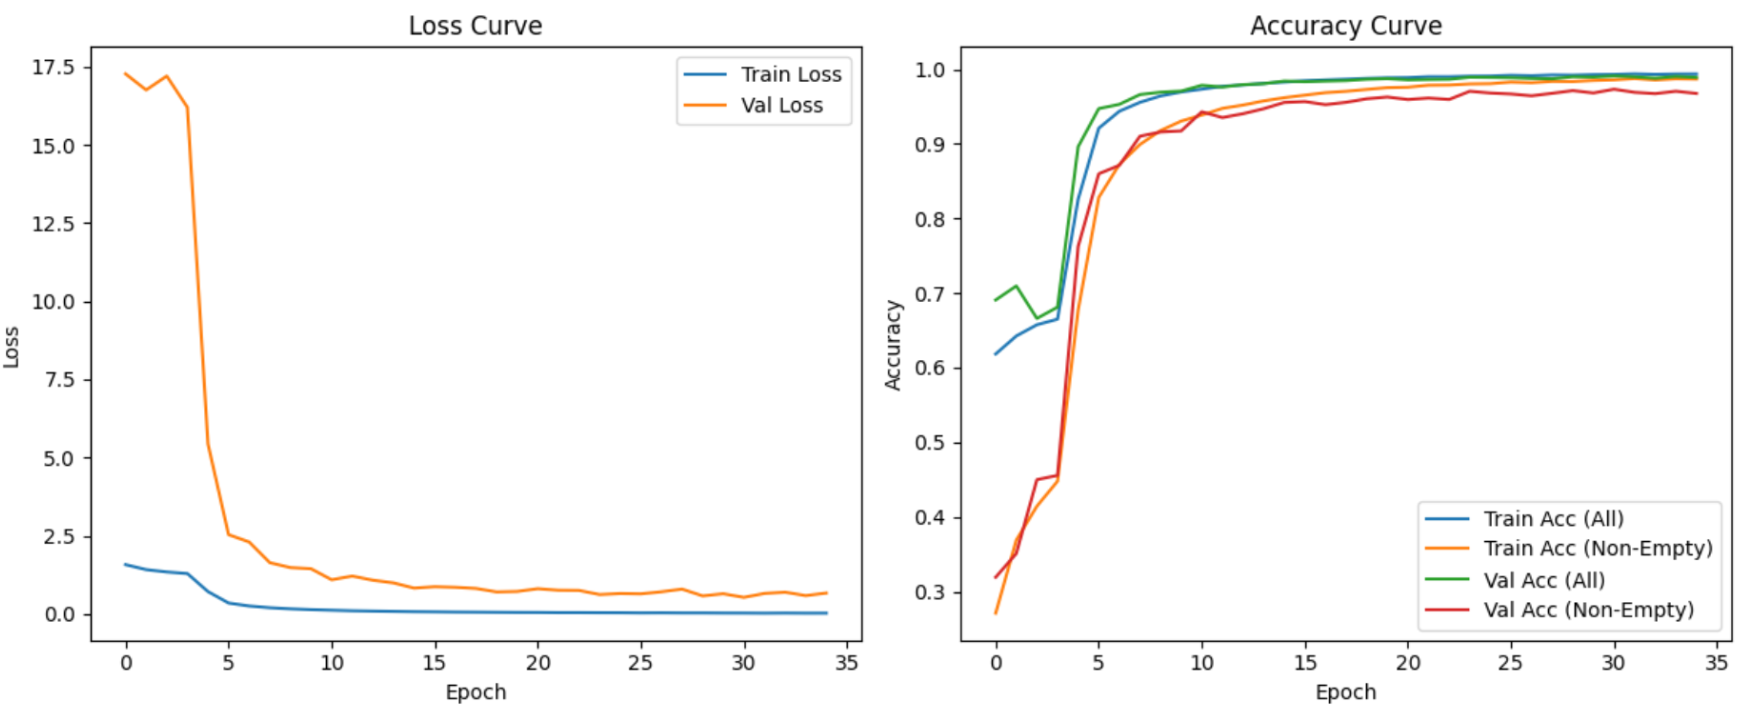 Loss Curve
17.5
15.0
12.5
10.0
7.5
5.0
2.5
0.0
Loss
Train Loss
Val Loss
0 5 10 15 20 25 30 35
Epoch
Accuracy Curve
1.0
0.9
0.8
0.7
0.6
0.5
0.4
0.3
Accuracy
Train Acc (All)
Train Acc (Non-Empty)
Val Acc (All)
Val Acc (Non-Empty)
0 5 10 15 20 25 30 35
Epoch